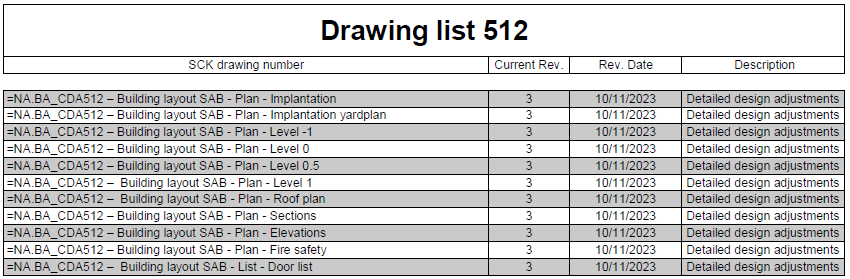 Drawing list 512
SCK drawing number Current Rev. Rev. Date Description
=NA.BA_CDA512 – Building layout SAB - Plan - Implantation 3 10/11/2023 Detailed design adjustments
=NA.BA_CDA512 – Building layout SAB - Plan - Implantation yardplan 3 10/11/2023 Detailed design adjustments
=NA.BA_CDA512 – Building layout SAB - Plan - Level -1 3 10/11/2023 Detailed design adjustments
=NA.BA_CDA512 – Building layout SAB - Plan - Level 0 3 10/11/2023 Detailed design adjustments
=NA.BA_CDA512 – Building layout SAB - Plan - Level 0.5 3 10/11/2023 Detailed design adjustments
=NA.BA_CDA512 –  Building layout SAB - Plan - Level 1 3 10/11/2023 Detailed design adjustments
=NA.BA_CDA512 –  Building layout SAB - Plan - Roof plan 3 10/11/2023 Detailed design adjustments
=NA.BA_CDA512 – Building layout SAB - Plan - Sections 3 10/11/2023 Detailed design adjustments
=NA.BA_CDA512 – Building layout SAB - Plan - Elevations 3 10/11/2023 Detailed design adjustments
=NA.BA_CDA512 – Building layout SAB - Plan - Fire safety 3 10/11/2023 Detailed design adjustments
=NA.BA_CDA512 –  Building layout SAB - List - Door list 3 10/11/2023 Detailed design adjustments